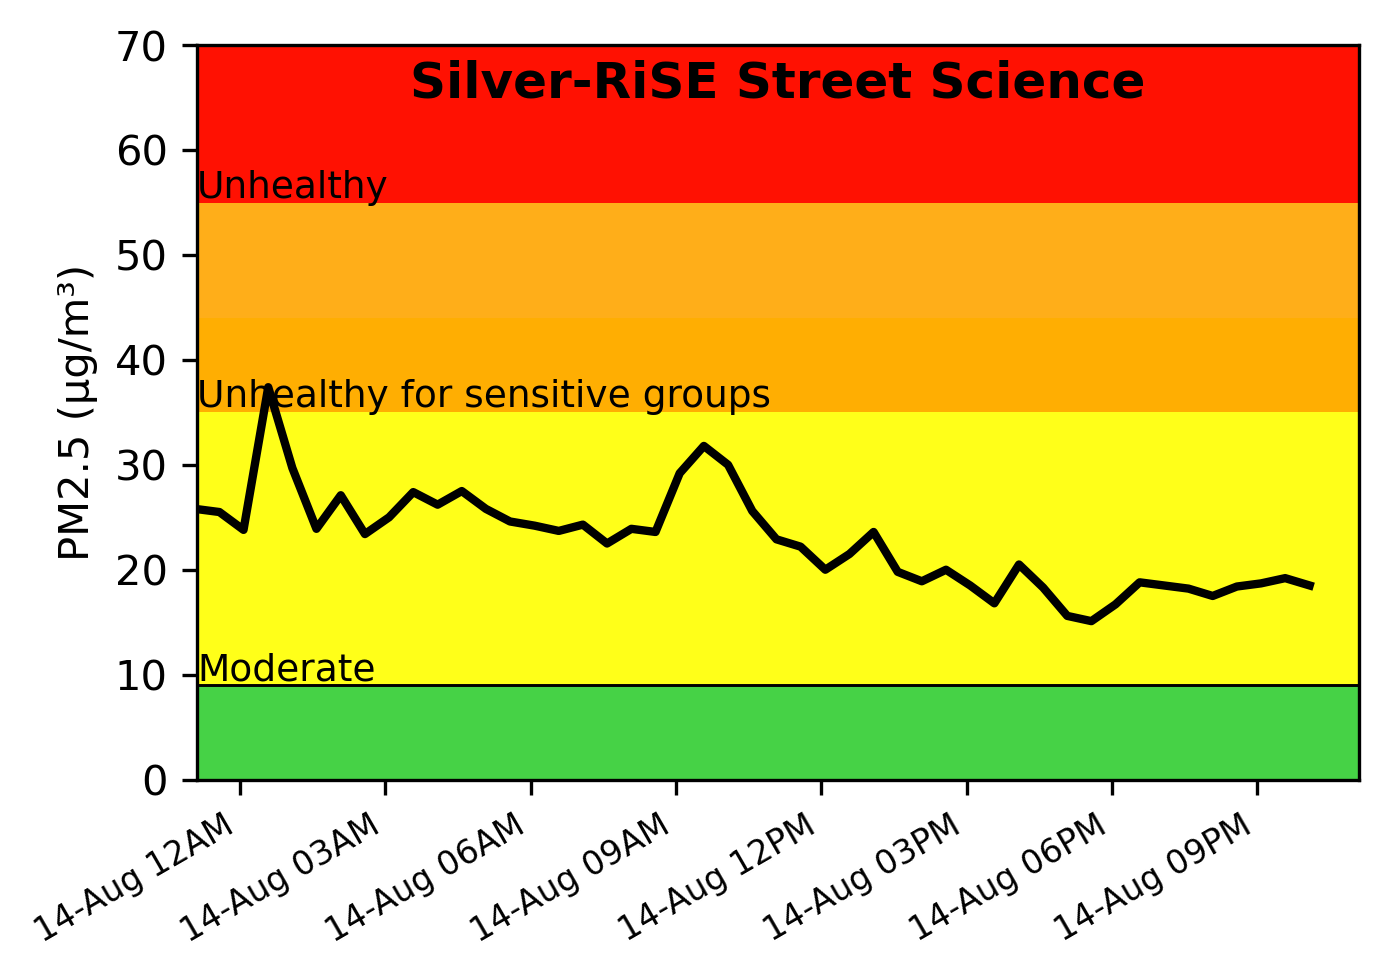 Silver-RiSE Street Science
70
60
50
40
30
20
10
0
PM2.5 (µg/m³)
Unhealthy
Unhealthy for sensitive groups
Moderate
14-Aug 12AM
14-Aug 03AM
14-Aug 06AM
14-Aug 09AM
14-Aug 12PM
14-Aug 03PM
14-Aug 06PM
14-Aug 09PM